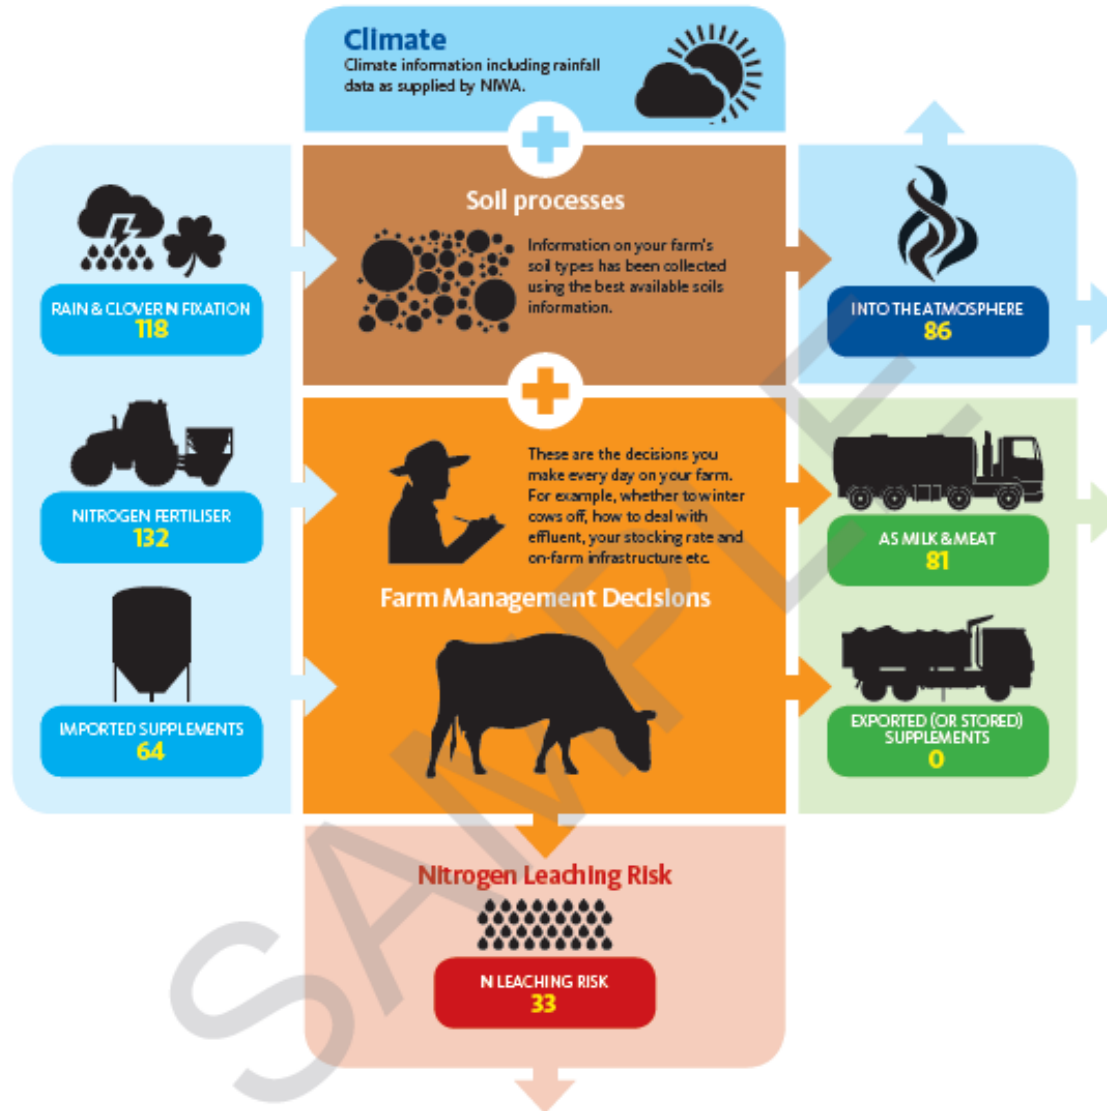 Climate
Climate information including rainfall
data as supplied by NIWA.
Soil processes
Information on your farm's
soil types has been collected
using the best available soils
information.
RAIN & CLOVER N FIXATION
118
INTO THE ATMOSPHERE
86
These are the decisions you
make every day on your farm.
For example, whether to winter
cows off, how to deal with
effluent, your stocking rate and
on-farm infrastructure etc.
Farm Management Decisions
NITROGEN FERTILISER
132
AS MILK & MEAT
81
IMPORTED SUPPLEMENTS
64
EXPORTED (OR STORED)
SUPPLEMENTS
0
Nitrogen Leaching Risk
N LEACHING RISK
33
SAMPLE